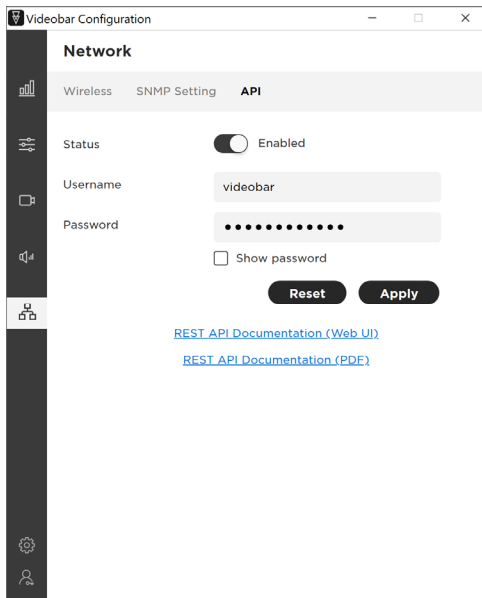 Videobar Configuration
Network
Wireless SNMP Setting API
Status Enabled
Username videobar
Password ●●●●●●●●●●●●
Show password
Reset Apply
REST API Documentation (Web UI)
REST API Documentation (PDF)